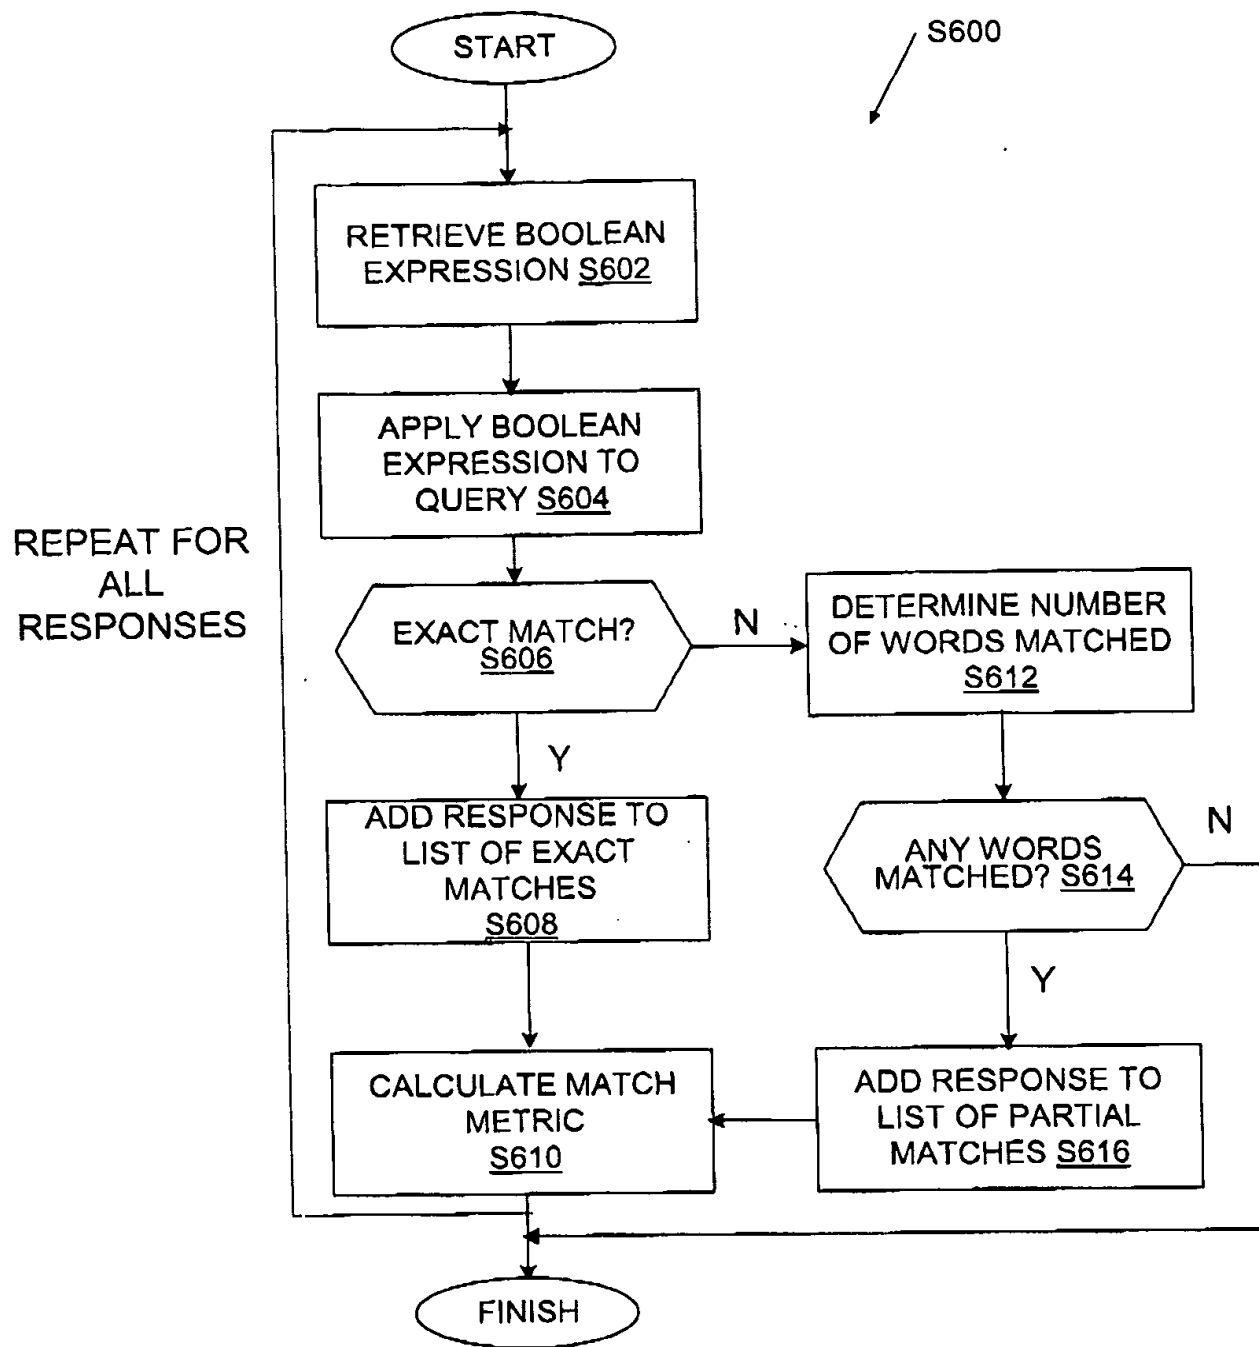 START
S600
RETRIEVE BOOLEAN
EXPRESSION S602
APPLY BOOLEAN
EXPRESSION TO
QUERY S604
REPEAT FOR
ALL
RESPONSES
EXACT MATCH?
S606
N
DETERMINE NUMBER
OF WORDS MATCHED
S612
Y
ADD RESPONSE TO
LIST OF EXACT
MATCHES
S608
ANY WORDS
MATCHED? S614
N
Y
CALCULATE MATCH
METRIC
S610
ADD RESPONSE TO
LIST OF PARTIAL
MATCHES S616
FINISH